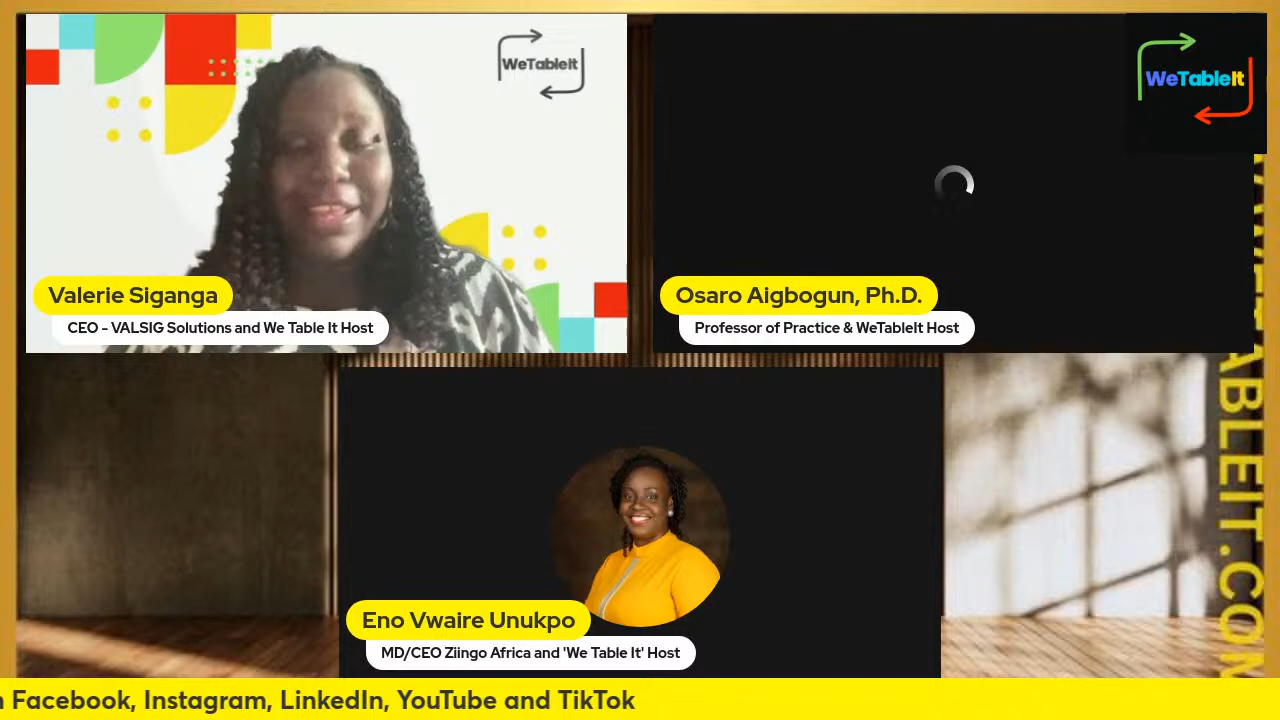 WeTableIt
WeTableIt
Valerie Siganga
CEO - VALSIG Solutions and We Table It Host
Osaro Aigbogun, Ph.D.
Professor of Practice & WeTableIt Host
Eno Vwaire Unukpo
MD/CEO Ziingo Africa and 'We Table It' Host
Facebook, Instagram, LinkedIn, YouTube and TikTok